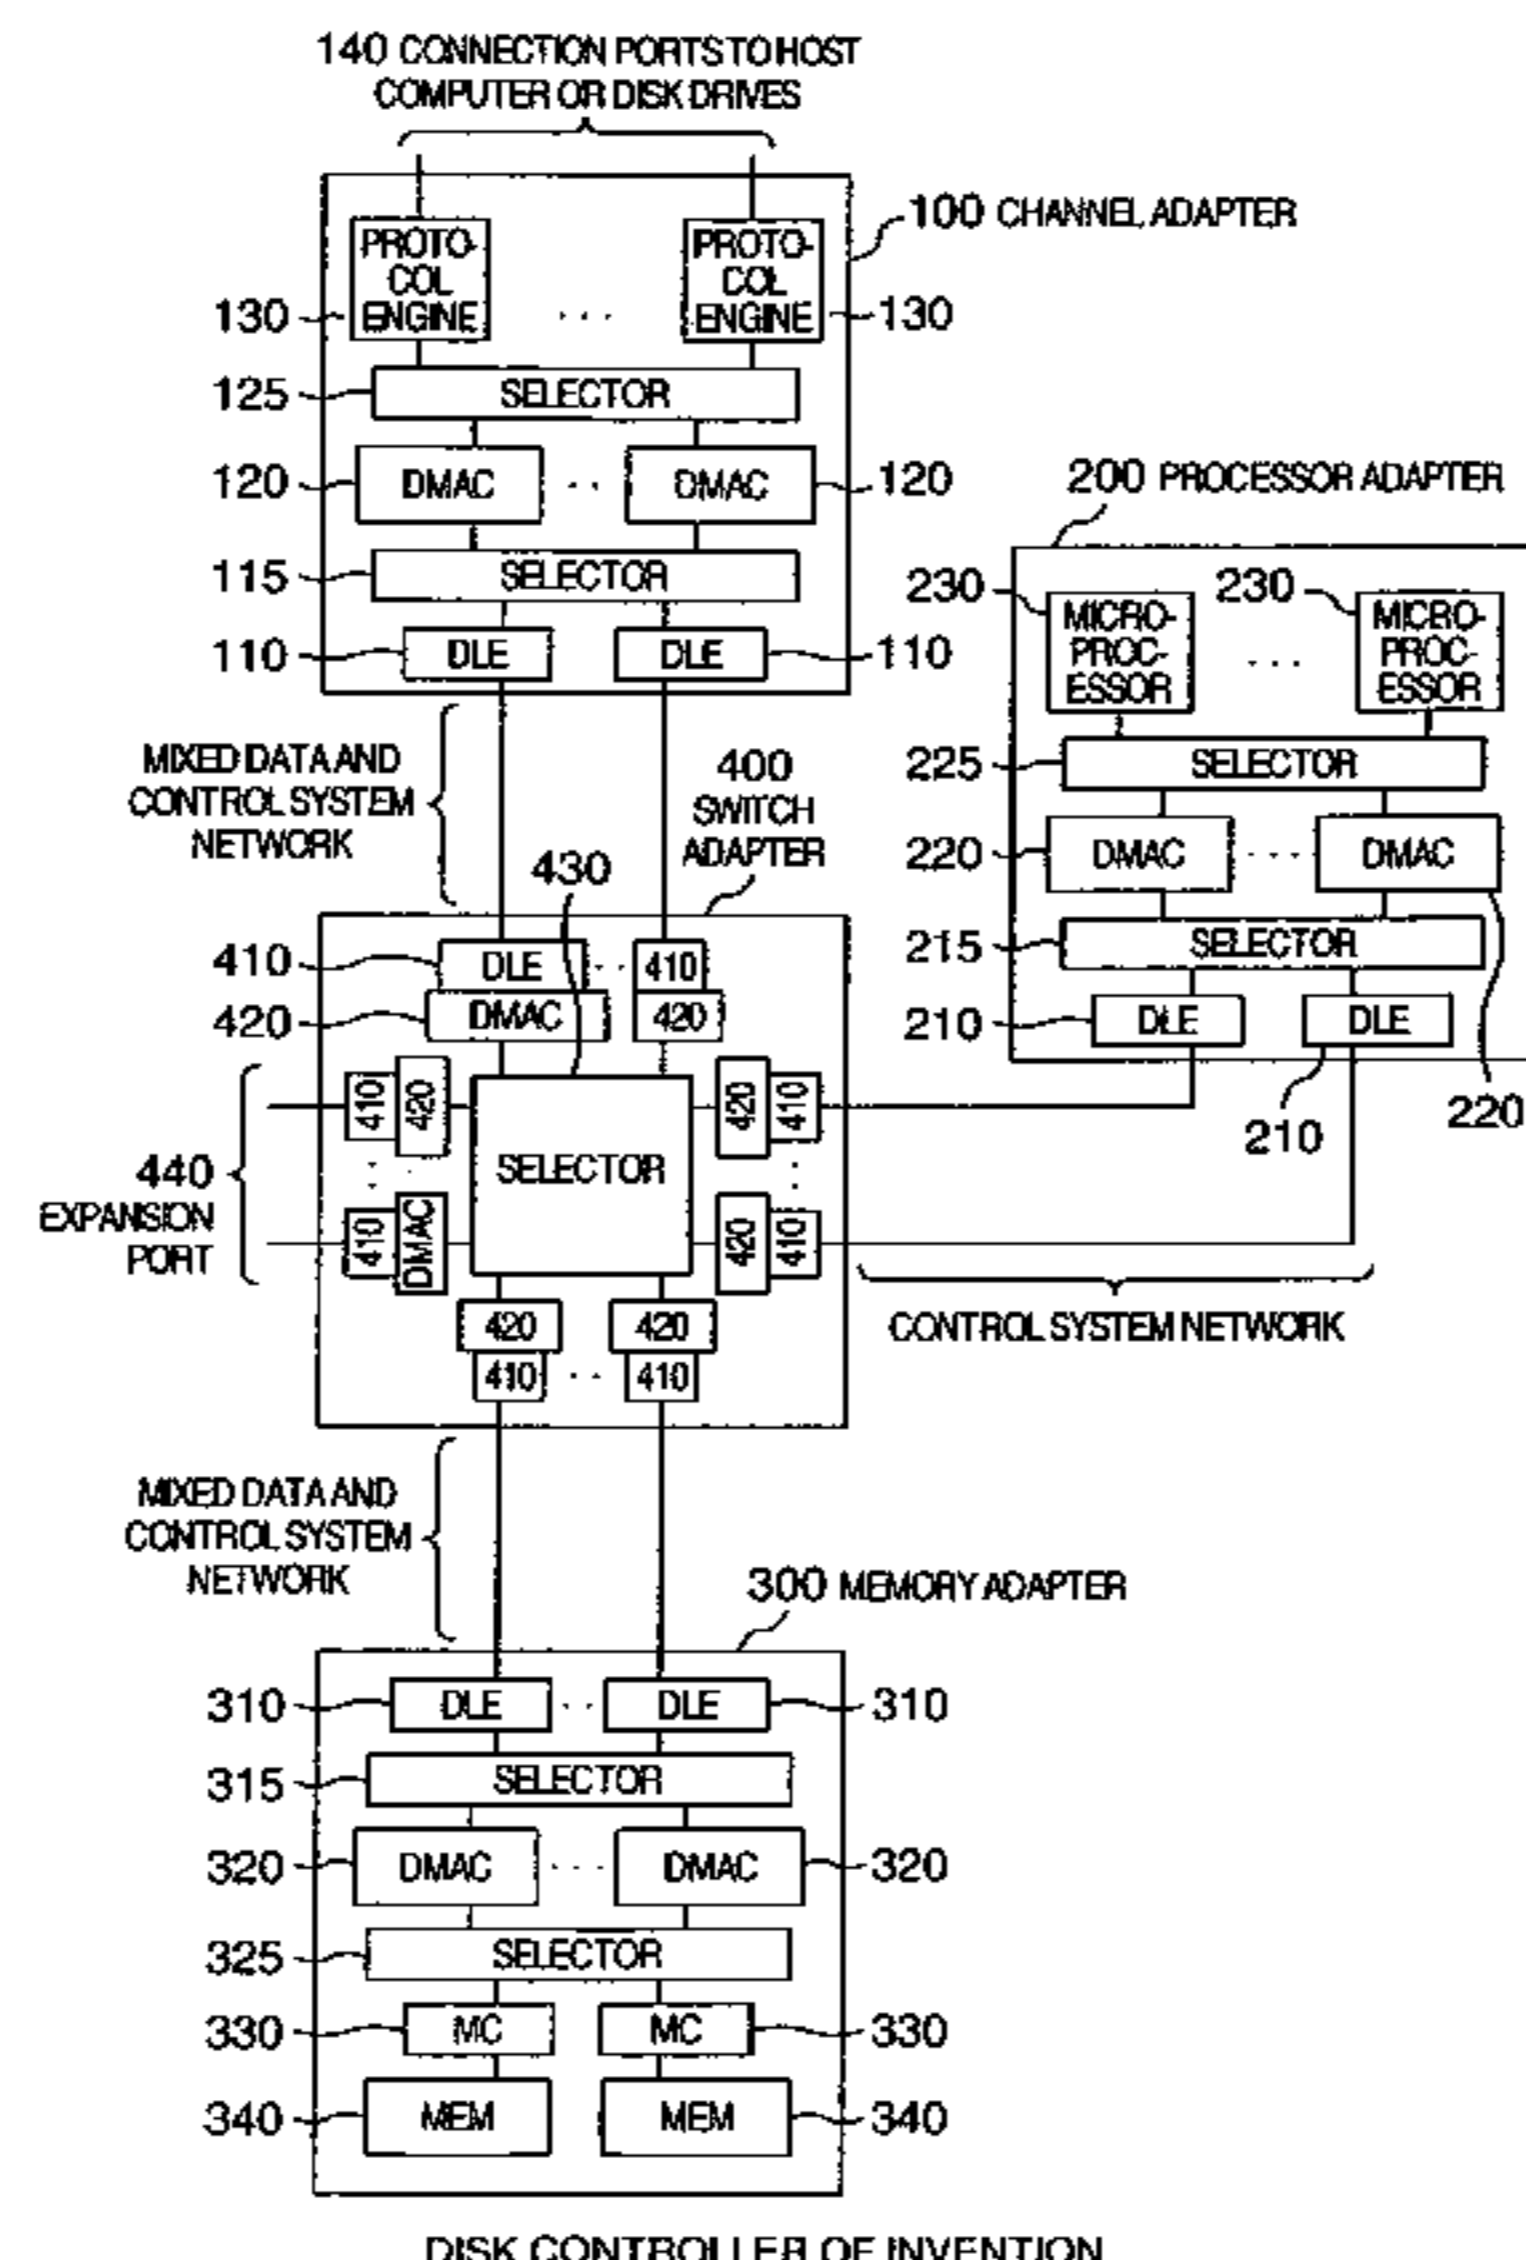 140 CONNECTION PORTS TO HOST
COMPUTER OR DISK DRIVES
100 CHANNEL ADAPTER
PROTO-
COL
ENGINE
PROTO-
COL
ENGINE
130
...
130
125
SELECTOR
120
DMAC
DMAC
120
115
SELECTOR
110
DLE
DLE
110
200 PROCESSOR ADAPTER
230
MICRO-
PROC-
ESSOR
...
230
MICRO-
PROC-
ESSOR
225
SELECTOR
220
DMAC
DMAC
215
SELECTOR
210
DLE
DLE
210
220
MIXED DATA AND
CONTROL SYSTEM
NETWORK
400
SWITCH
ADAPTER
430
410
DLE
410
420
DMAC
420
410
420
420
410
440
EXPANSION
PORT
SELECTOR
410
DMAC
420
410
420
420
410
410
CONTROL SYSTEM NETWORK
MIXED DATA AND
CONTROL SYSTEM
NETWORK
300 MEMORY ADAPTER
310
DLE
DLE
310
315
SELECTOR
320
DMAC
DMAC
320
325
SELECTOR
330
MC
MC
330
340
MEM
MEM
340
DISK CONTROLLER OF INVENTION